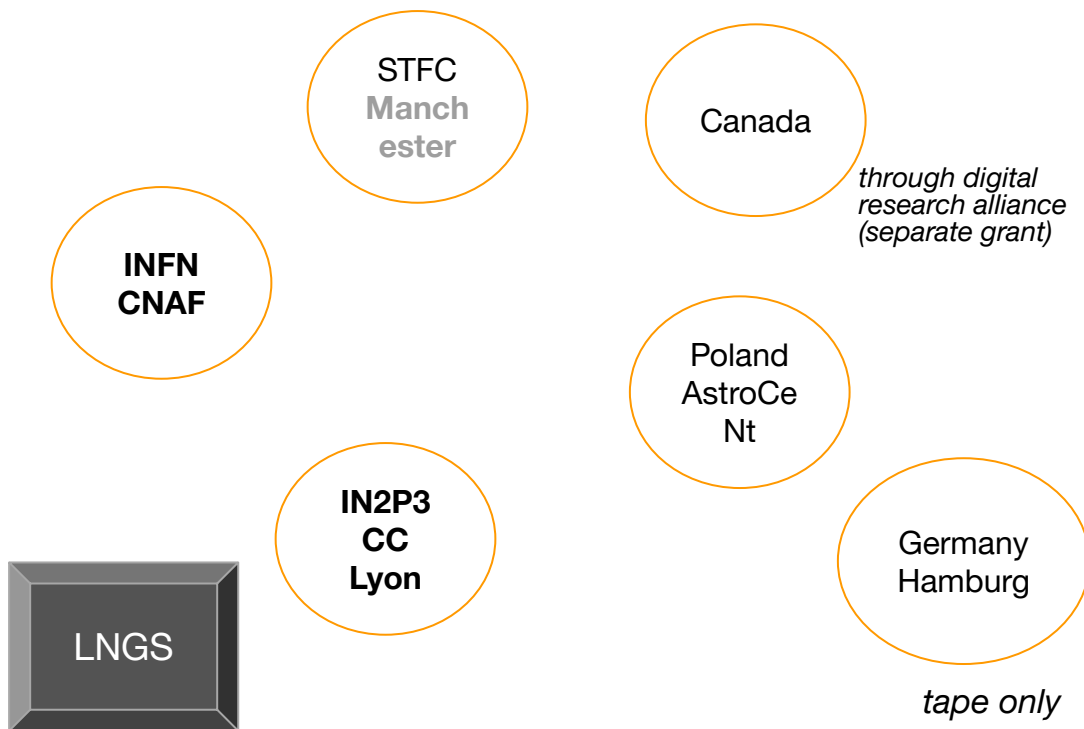 STFC
Manch
ester
Canada
through digital
research alliance
(separate grant)
INFN
CNAF
Poland
AstroCe
Nt
IN2P3
CC
Lyon
Germany
Hamburg
LNGS
tape only